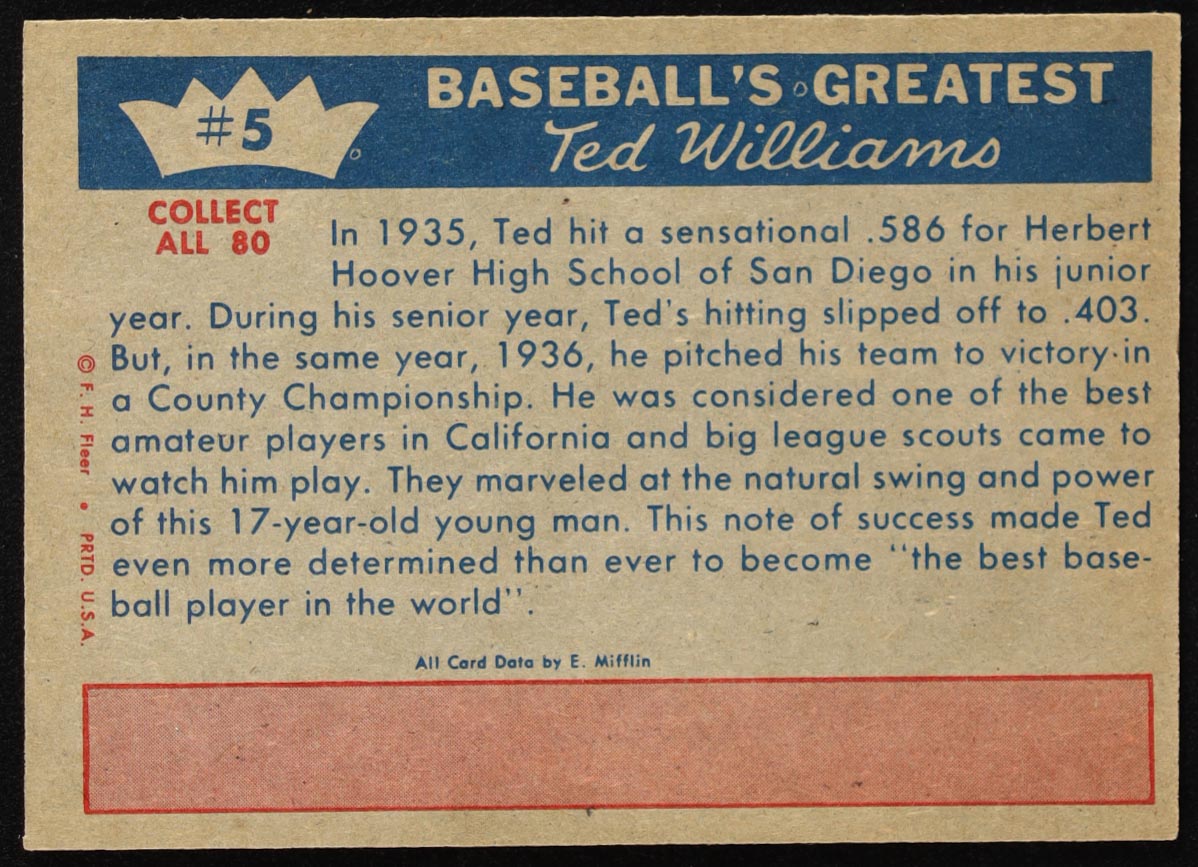 #5
BASEBALL'S GREATEST
Ted Williams
COLLECT
ALL 80
In 1935, Ted hit a sensational .586 for Herbert
Hoover High School of San Diego in his junior
year. During his senior year, Ted's hitting slipped off to .403.
But, in the same year, 1936, he pitched his team to victory in
a County Championship. He was considered one of the best
amateur players in California and big league scouts came to
watch him play. They marveled at the natural swing and power
of this 17-year-old young man. This note of success made Ted
even more determined than ever to become "the best base-
ball player in the world".
© F. H. Fleer • PRTD. U.S.A.
All Card Data by E. Mifflin